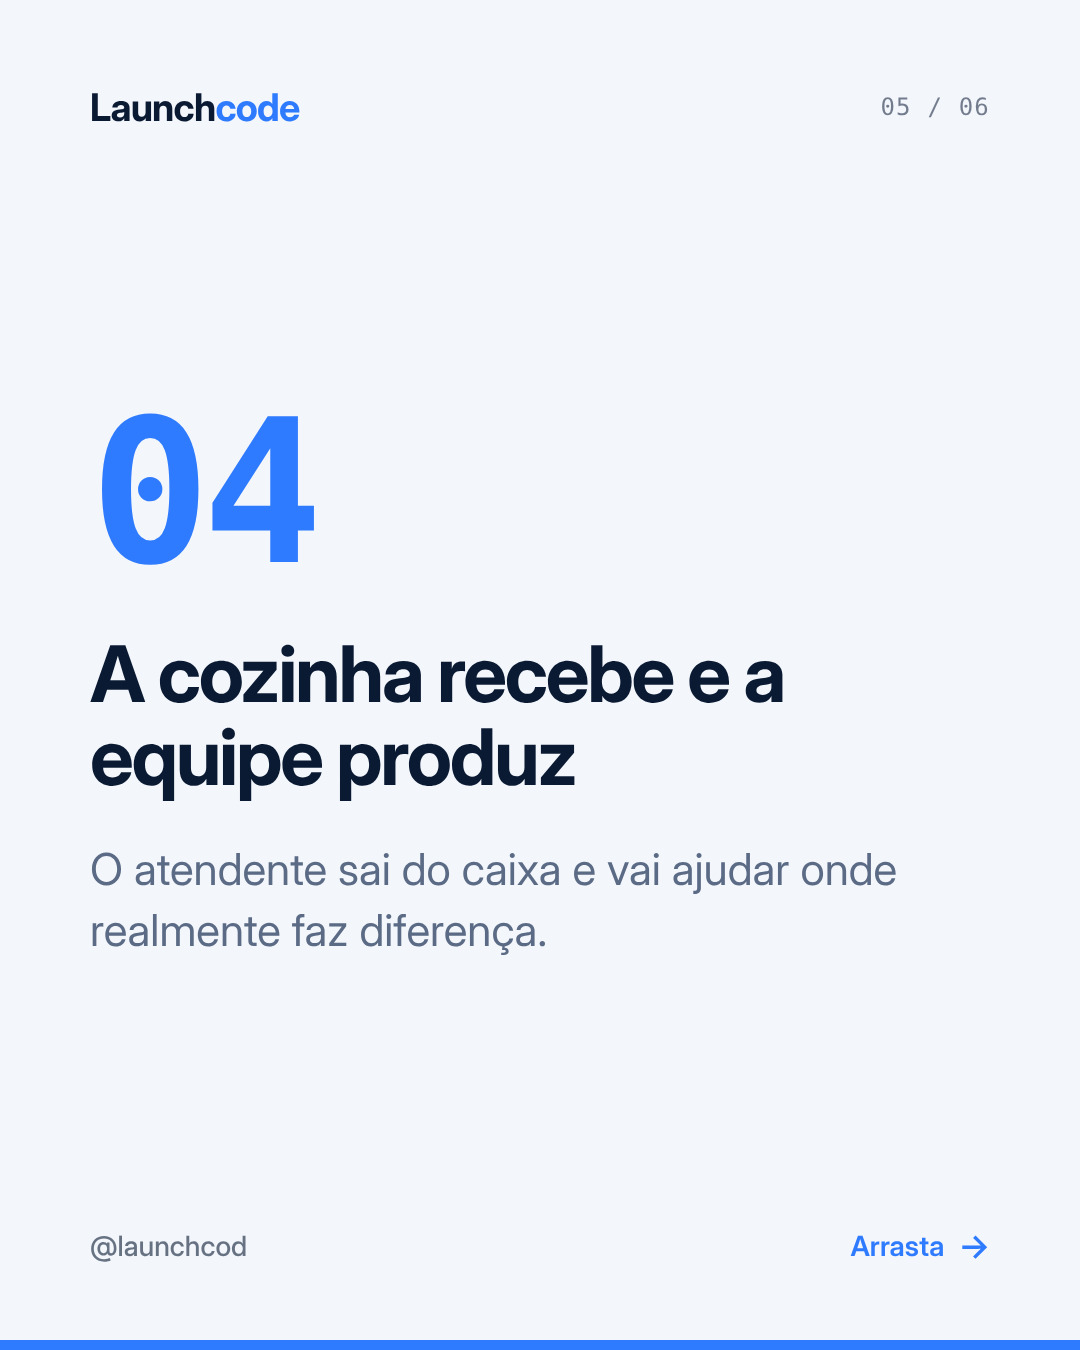 Launchcode
05 / 06
04
A cozinha recebe e a
equipe produz
O atendente sai do caixa e vai ajudar onde
realmente faz diferença.
@launchcod
Arrasta →